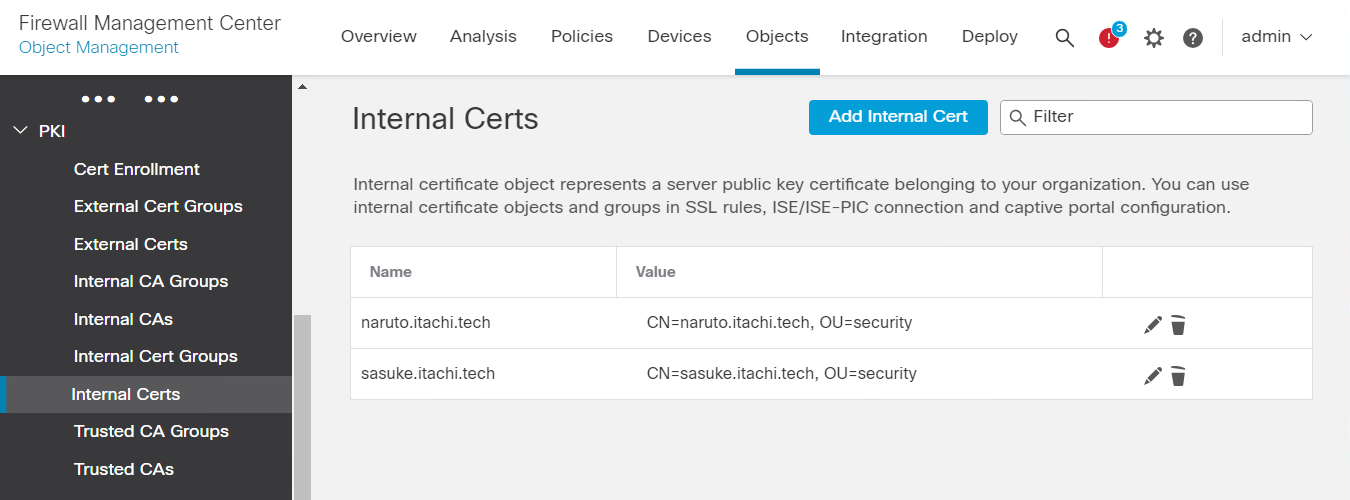 Firewall Management Center
Object Management
Overview Analysis Policies Devices Objects Integration Deploy 3 admin
PKI
Cert Enrollment
External Cert Groups
External Certs
Internal CA Groups
Internal CAs
Internal Cert Groups
Internal Certs
Trusted CA Groups
Trusted CAs
Internal Certs
Add Internal Cert
Filter
Internal certificate object represents a server public key certificate belonging to your organization. You can use
internal certificate objects and groups in SSL rules, ISE/ISE-PIC connection and captive portal configuration.
Name Value
naruto.itachi.tech CN=naruto.itachi.tech, OU=security
sasuke.itachi.tech CN=sasuke.itachi.tech, OU=security